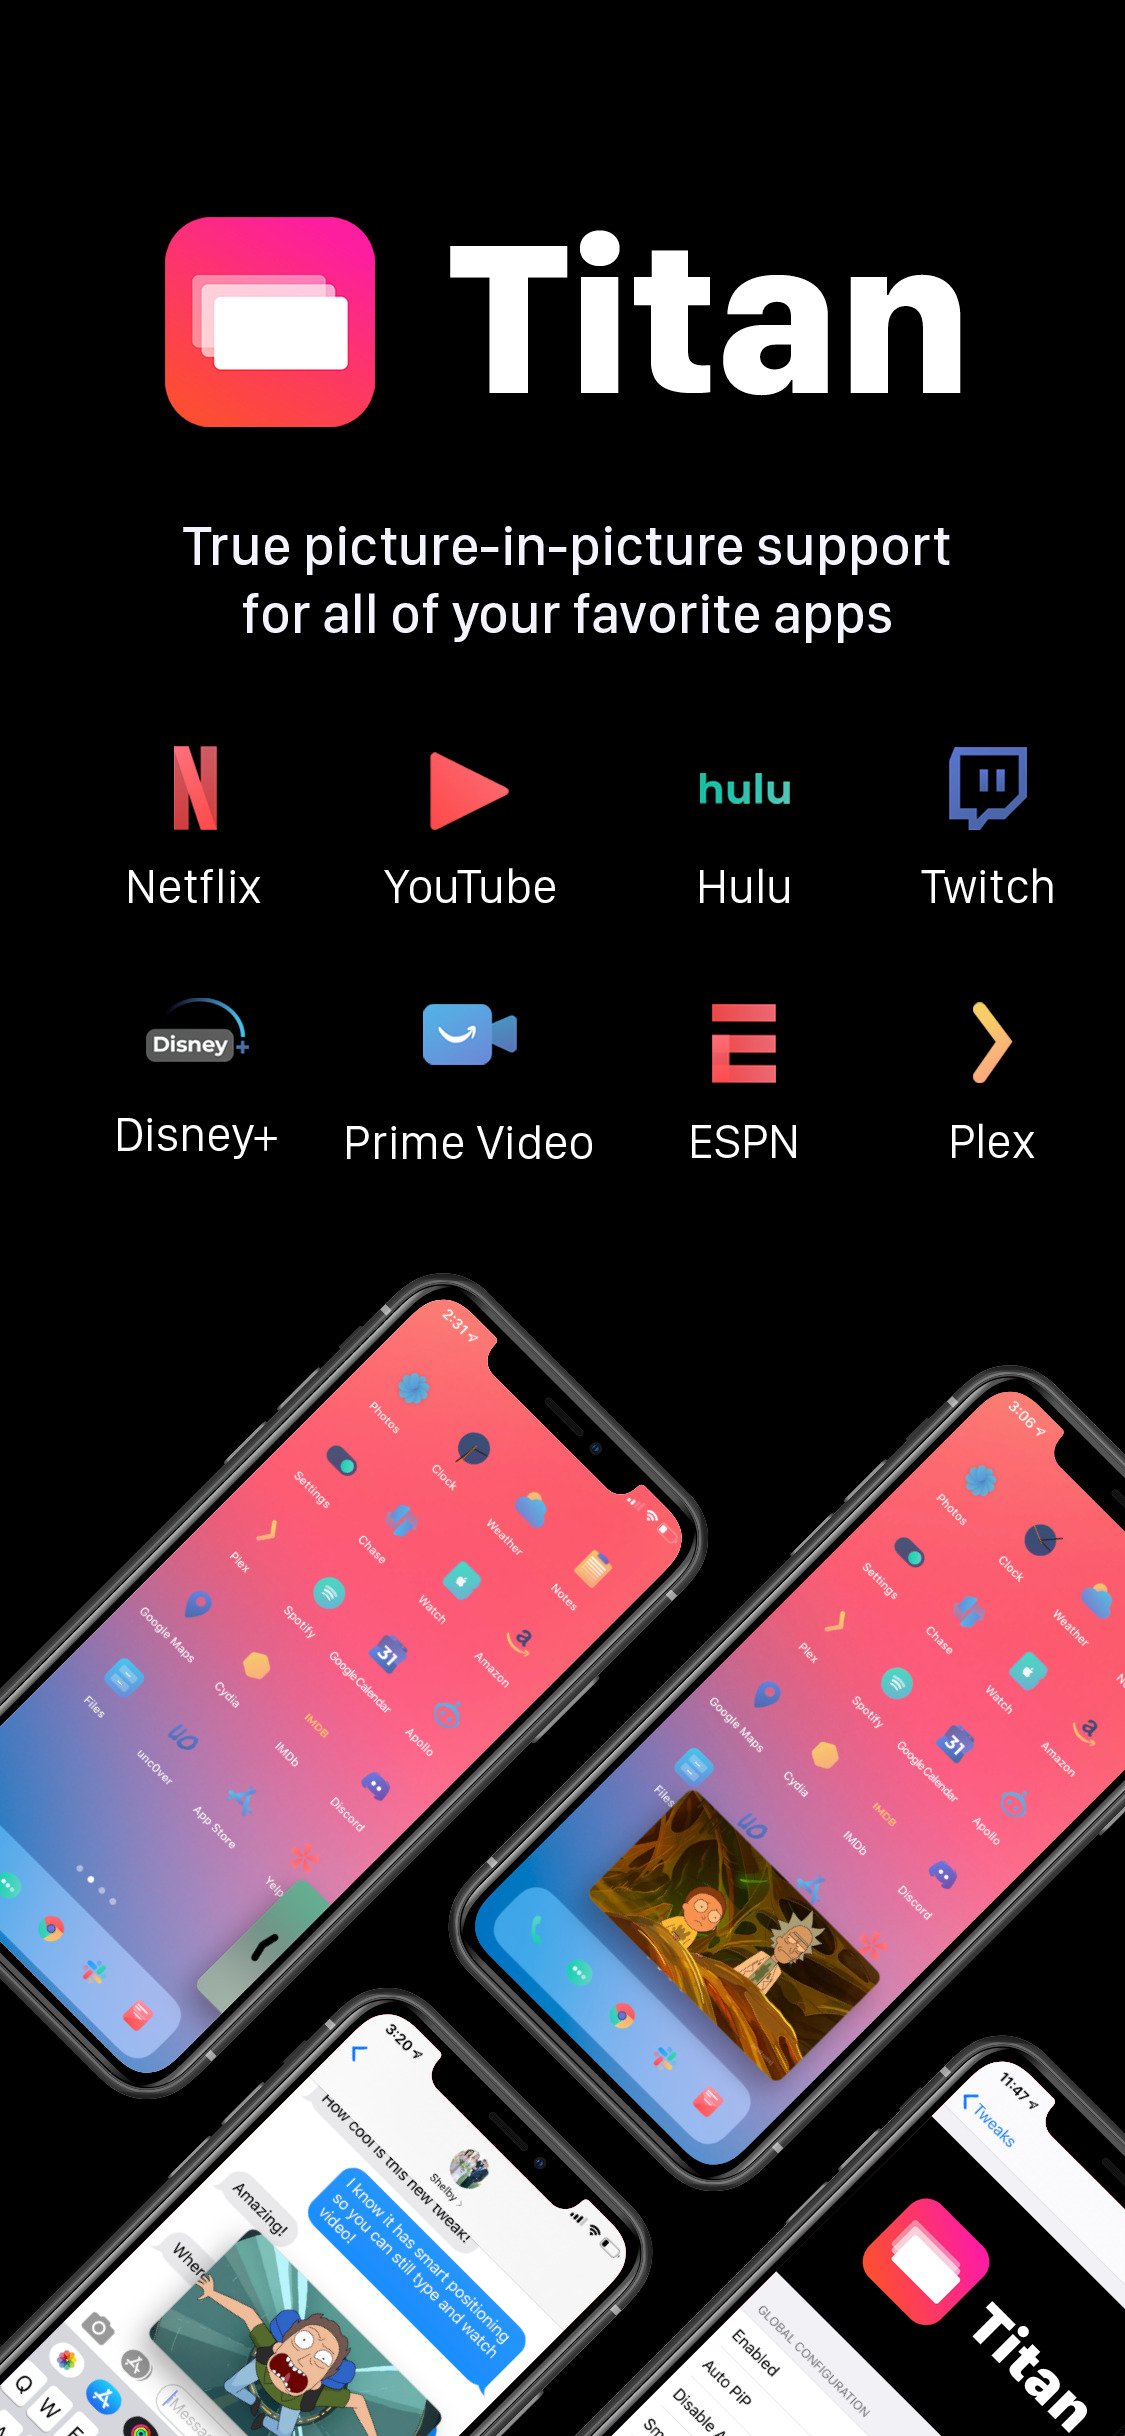 Titan
True picture-in-picture support
for all of your favorite apps
hulu
Netflix
YouTube
Hulu
Twitch
Disney+
Disney+
Prime Video
ESPN
Plex
2:31
Photos
Clock
Weather
Notes
Settings
Chase
Watch
Amazon
Plex
Spotify
31
Google Calendar
Apollo
Google Maps
Cydia
IMDB
IMDb
Discord
Files
unc0ver
App Store
Yelp
3:06
Photos
Clock
Weather
Settings
Chase
Watch
Amazon
Plex
Spotify
31
Google Calendar
Apollo
Google Maps
Cydia
IMDB
IMDb
Discord
Files
3:20
Shelby
How cool is this new tweak!
I know it has smart positioning
so you can still type and watch
video!
Amazing!
Where
Q
W
11:47
Tweaks
Titan
GLOBAL CONFIGURATION
Enabled
Auto PiP
Disable